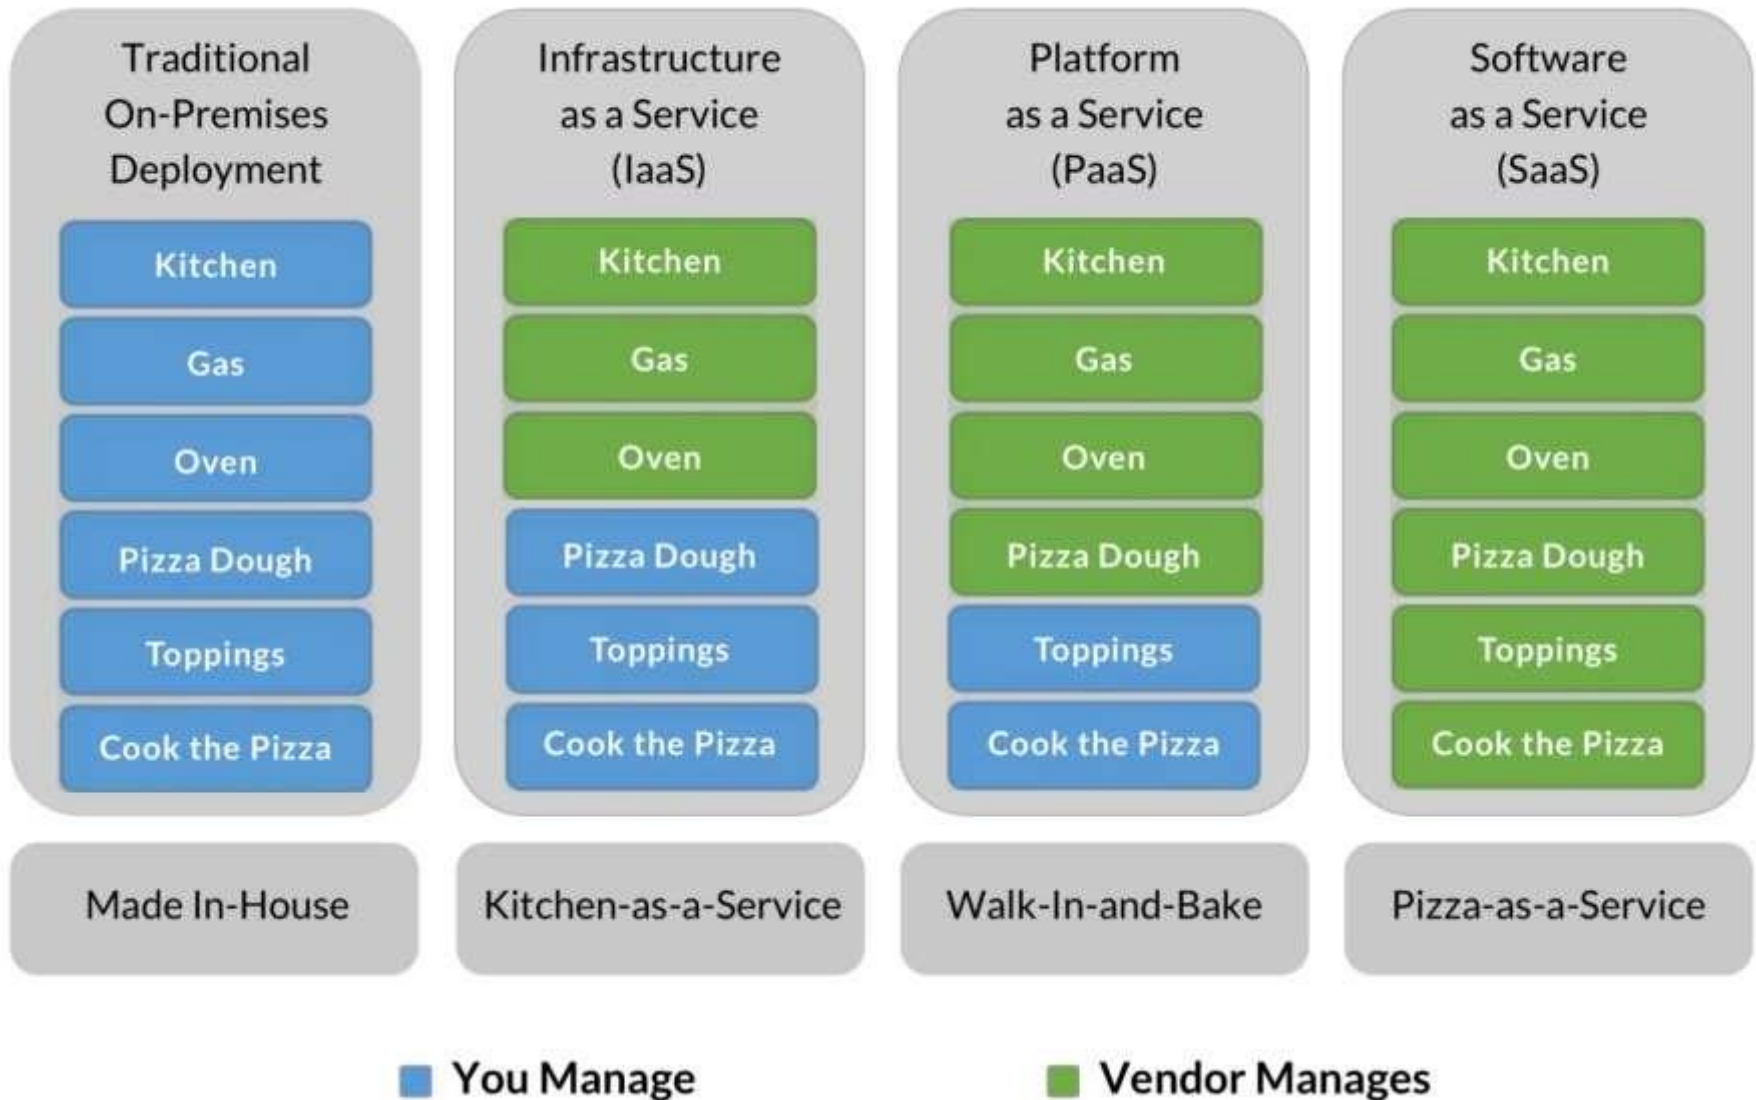 Traditional
On-Premises
Deployment
Kitchen
Gas
Oven
Pizza Dough
Toppings
Cook the Pizza
Made In-House
Infrastructure
as a Service
(IaaS)
Kitchen
Gas
Oven
Pizza Dough
Toppings
Cook the Pizza
Kitchen-as-a-Service
Platform
as a Service
(PaaS)
Kitchen
Gas
Oven
Pizza Dough
Toppings
Cook the Pizza
Walk-In-and-Bake
Software
as a Service
(SaaS)
Kitchen
Gas
Oven
Pizza Dough
Toppings
Cook the Pizza
Pizza-as-a-Service
You Manage
Vendor Manages